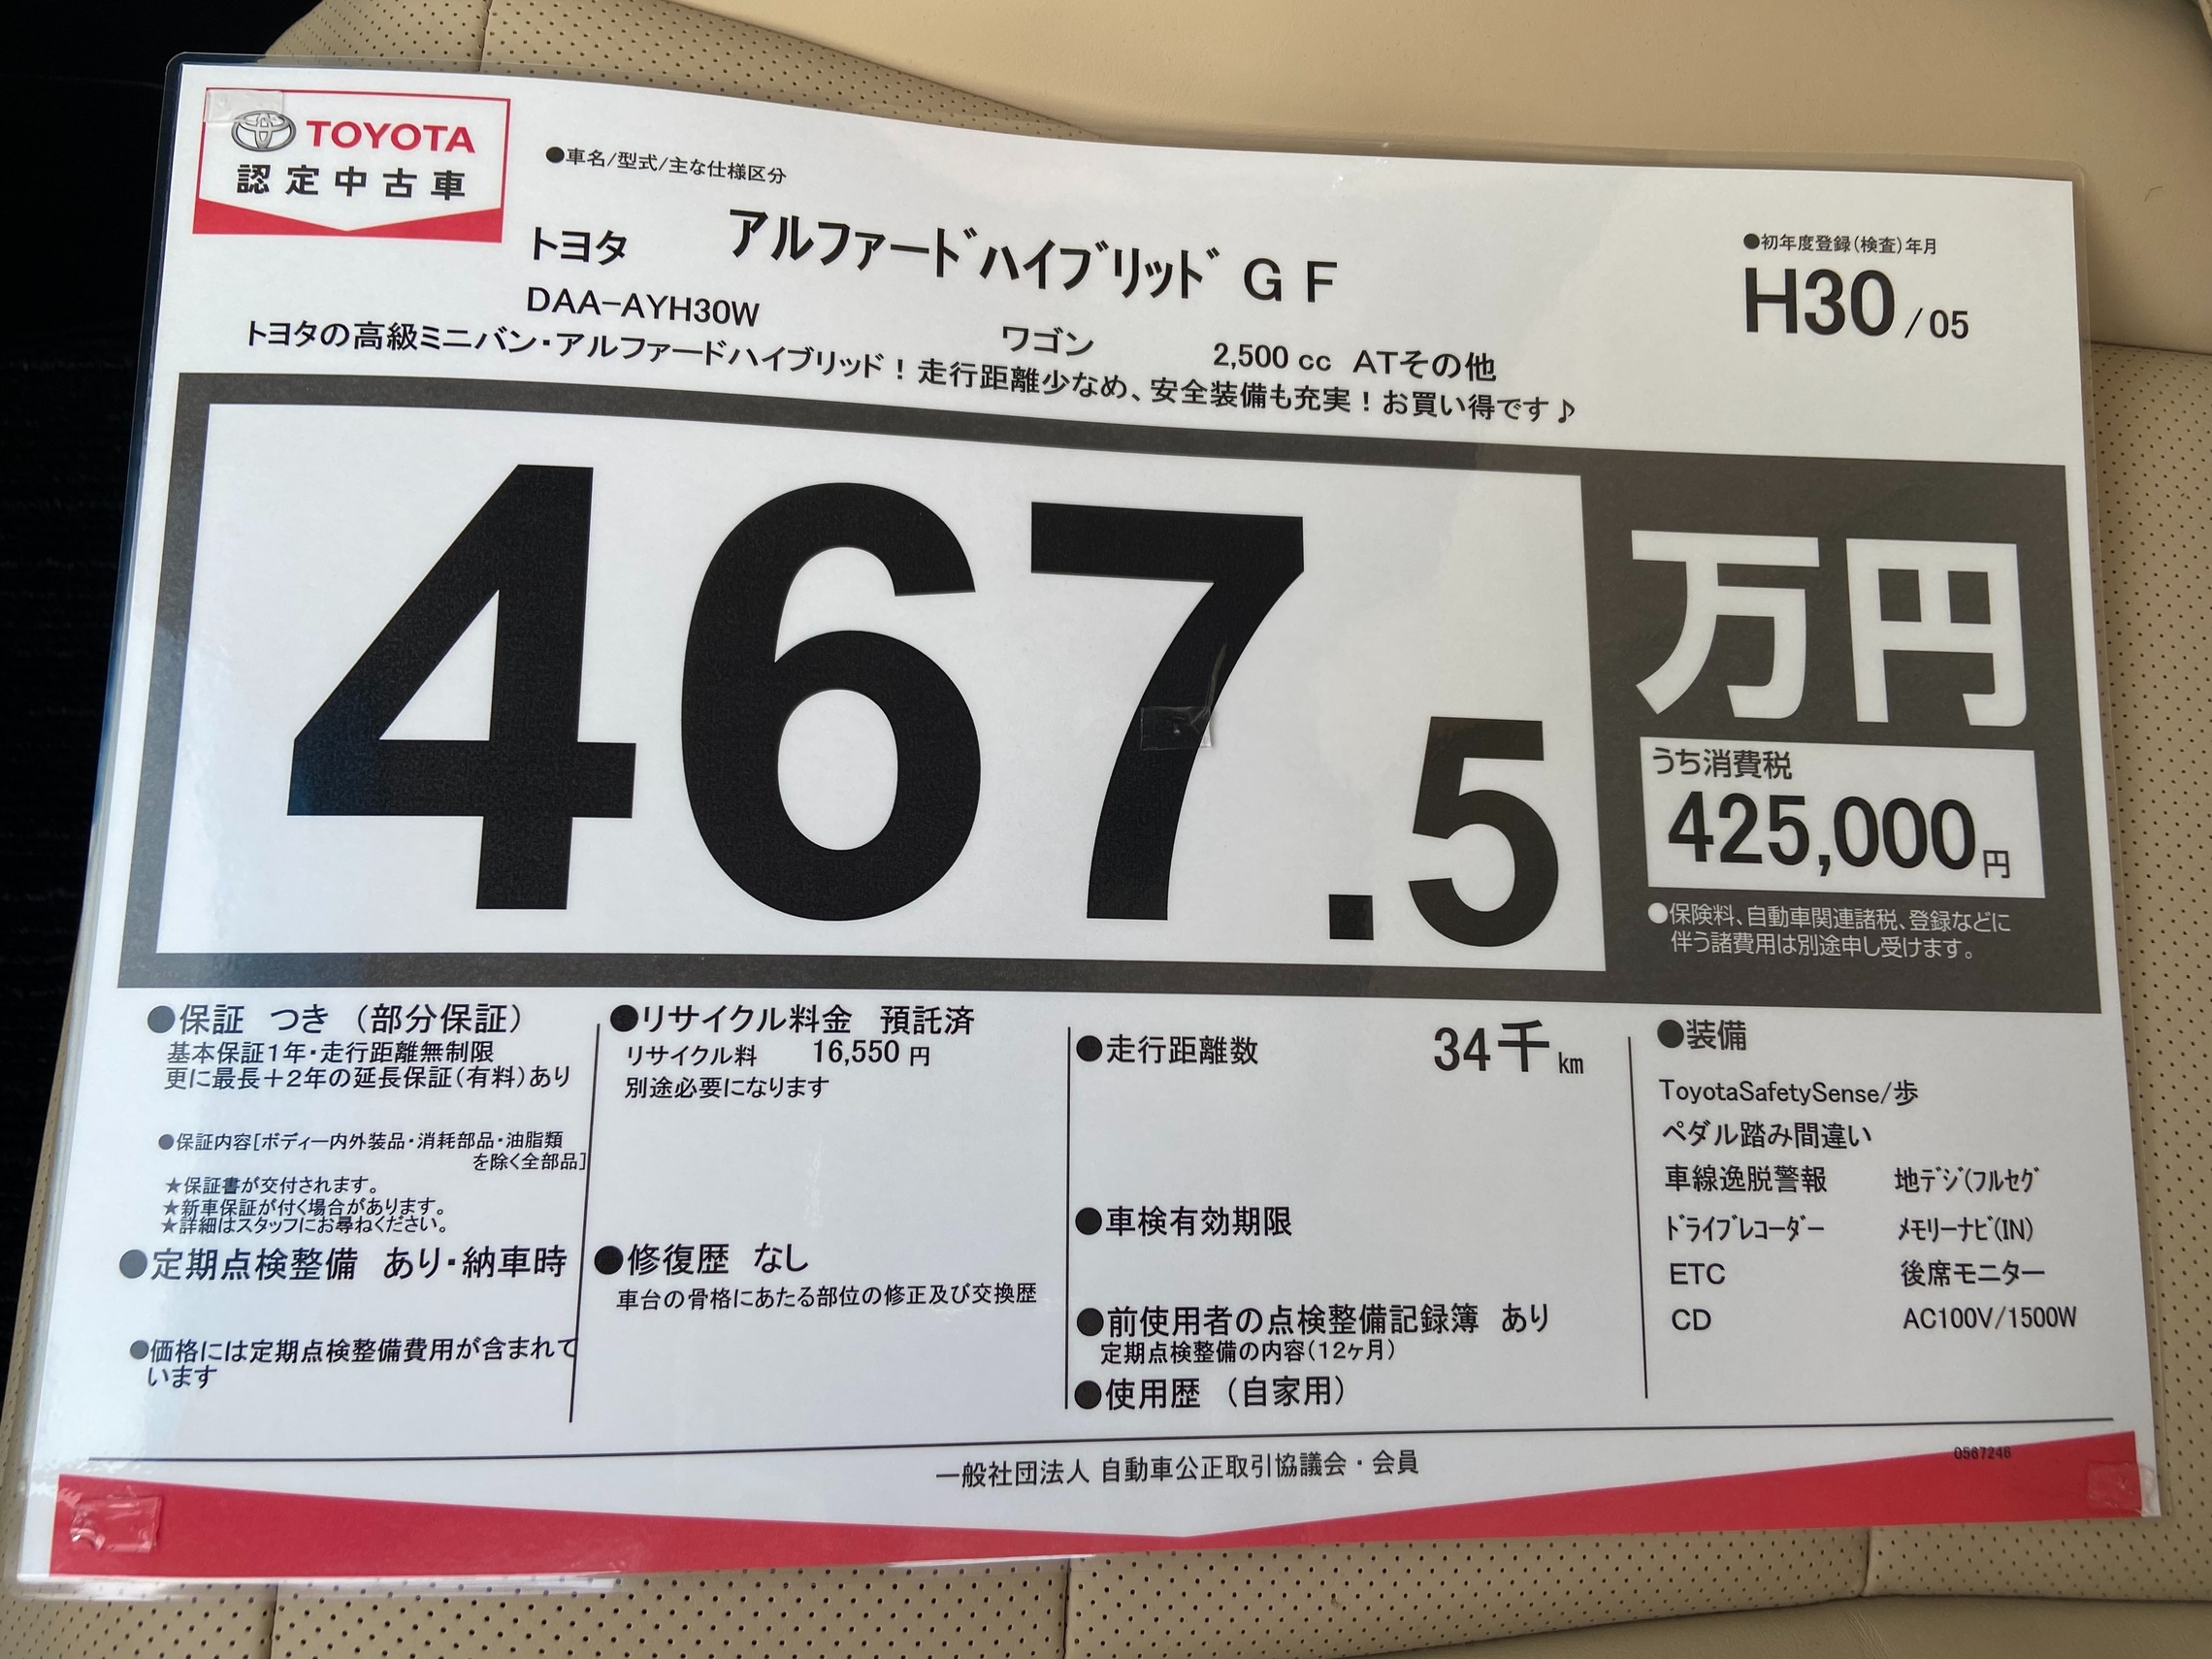 TOYOTA
認定中古車
●車名/型式/主な仕様区分
トヨタ アルファードハイブリッド G F
●初年度登録(検査)年月
H30/05
DAA-AYH30W ワゴン 2,500 cc ATその他
トヨタの高級ミニバン・アルファードハイブリッド!走行距離少なめ、安全装備も充実!お買い得です♪
467.5
万円
うち消費税
425,000円
●保険料、自動車関連諸税、登録などに
伴う諸費用は別途申し受けます。
●保証 つき (部分保証)
基本保証1年・走行距離無制限
更に最長+2年の延長保証(有料)あり
●保証内容[ボディー内外装品・消耗部品・油脂類
を除く全部品]
★保証書が交付されます。
★新車保証が付く場合があります。
★詳細はスタッフにお尋ねください。
●定期点検整備 あり・納車時
●価格には定期点検整備費用が含まれて
います
●リサイクル料金 預託済
リサイクル料 16,550 円
別途必要になります
●修復歴 なし
車台の骨格にあたる部位の修正及び交換歴
●走行距離数 34千km
●車検有効期限
●前使用者の点検整備記録簿 あり
定期点検整備の内容(12ヶ月)
●使用歴 (自家用)
●装備
ToyotaSafetySense/歩
ペダル踏み間違い
車線逸脱警報 地デジ(フルセグ
ドライブレコーダー メモリーナビ(IN)
ETC 後席モニター
CD AC100V/1500W
一般社団法人 自動車公正取引協議会・会員
0567246